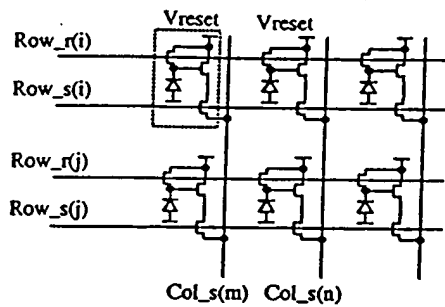 Vreset Vreset
Row_r(i)
Row_s(i)
Row_r(j)
Row_s(j)
Col_s(m) Col_s(n)